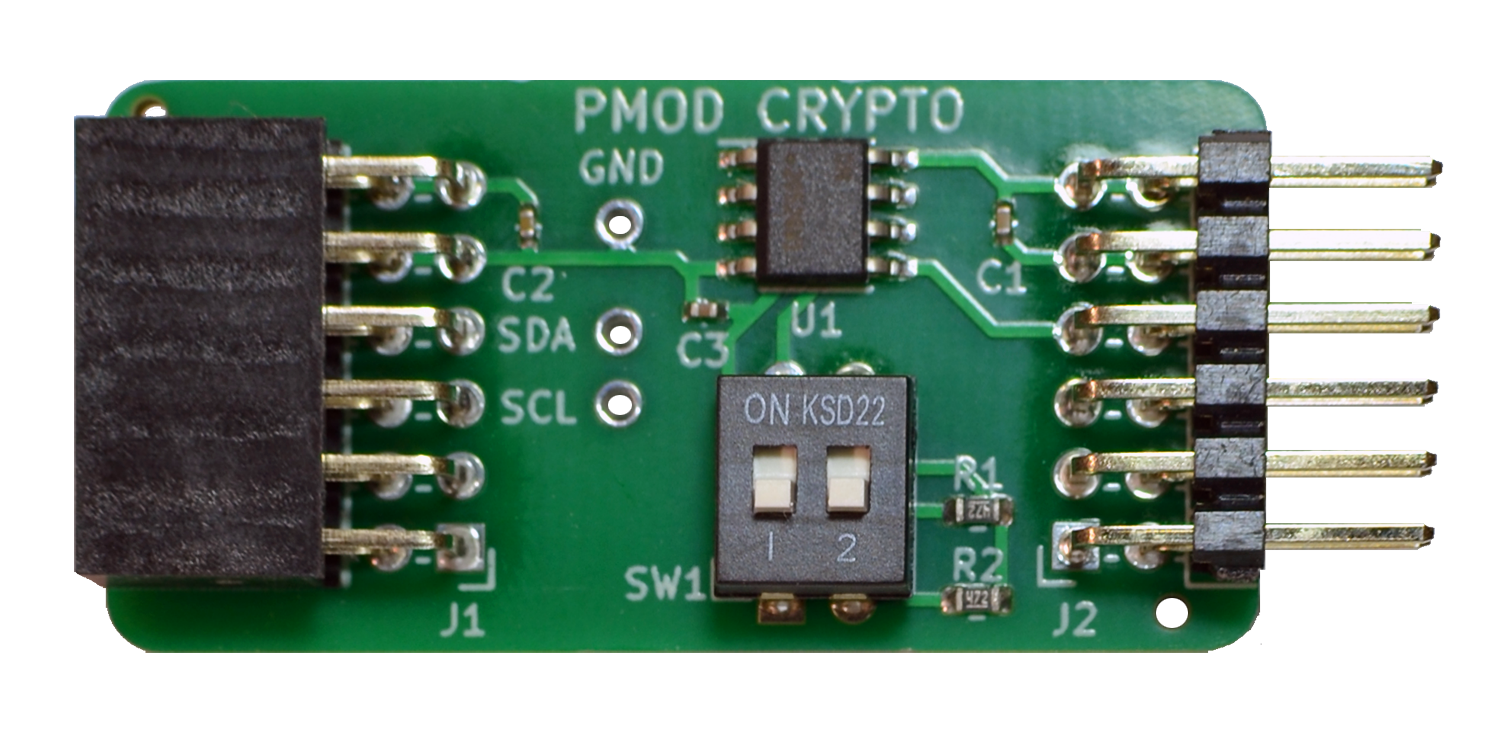 PMOD CRYPTO
GND
C2
C1
SDA
U1
C3
SCL
ON KSD22
R1
1 2
R2
472
SW1
J1
J2